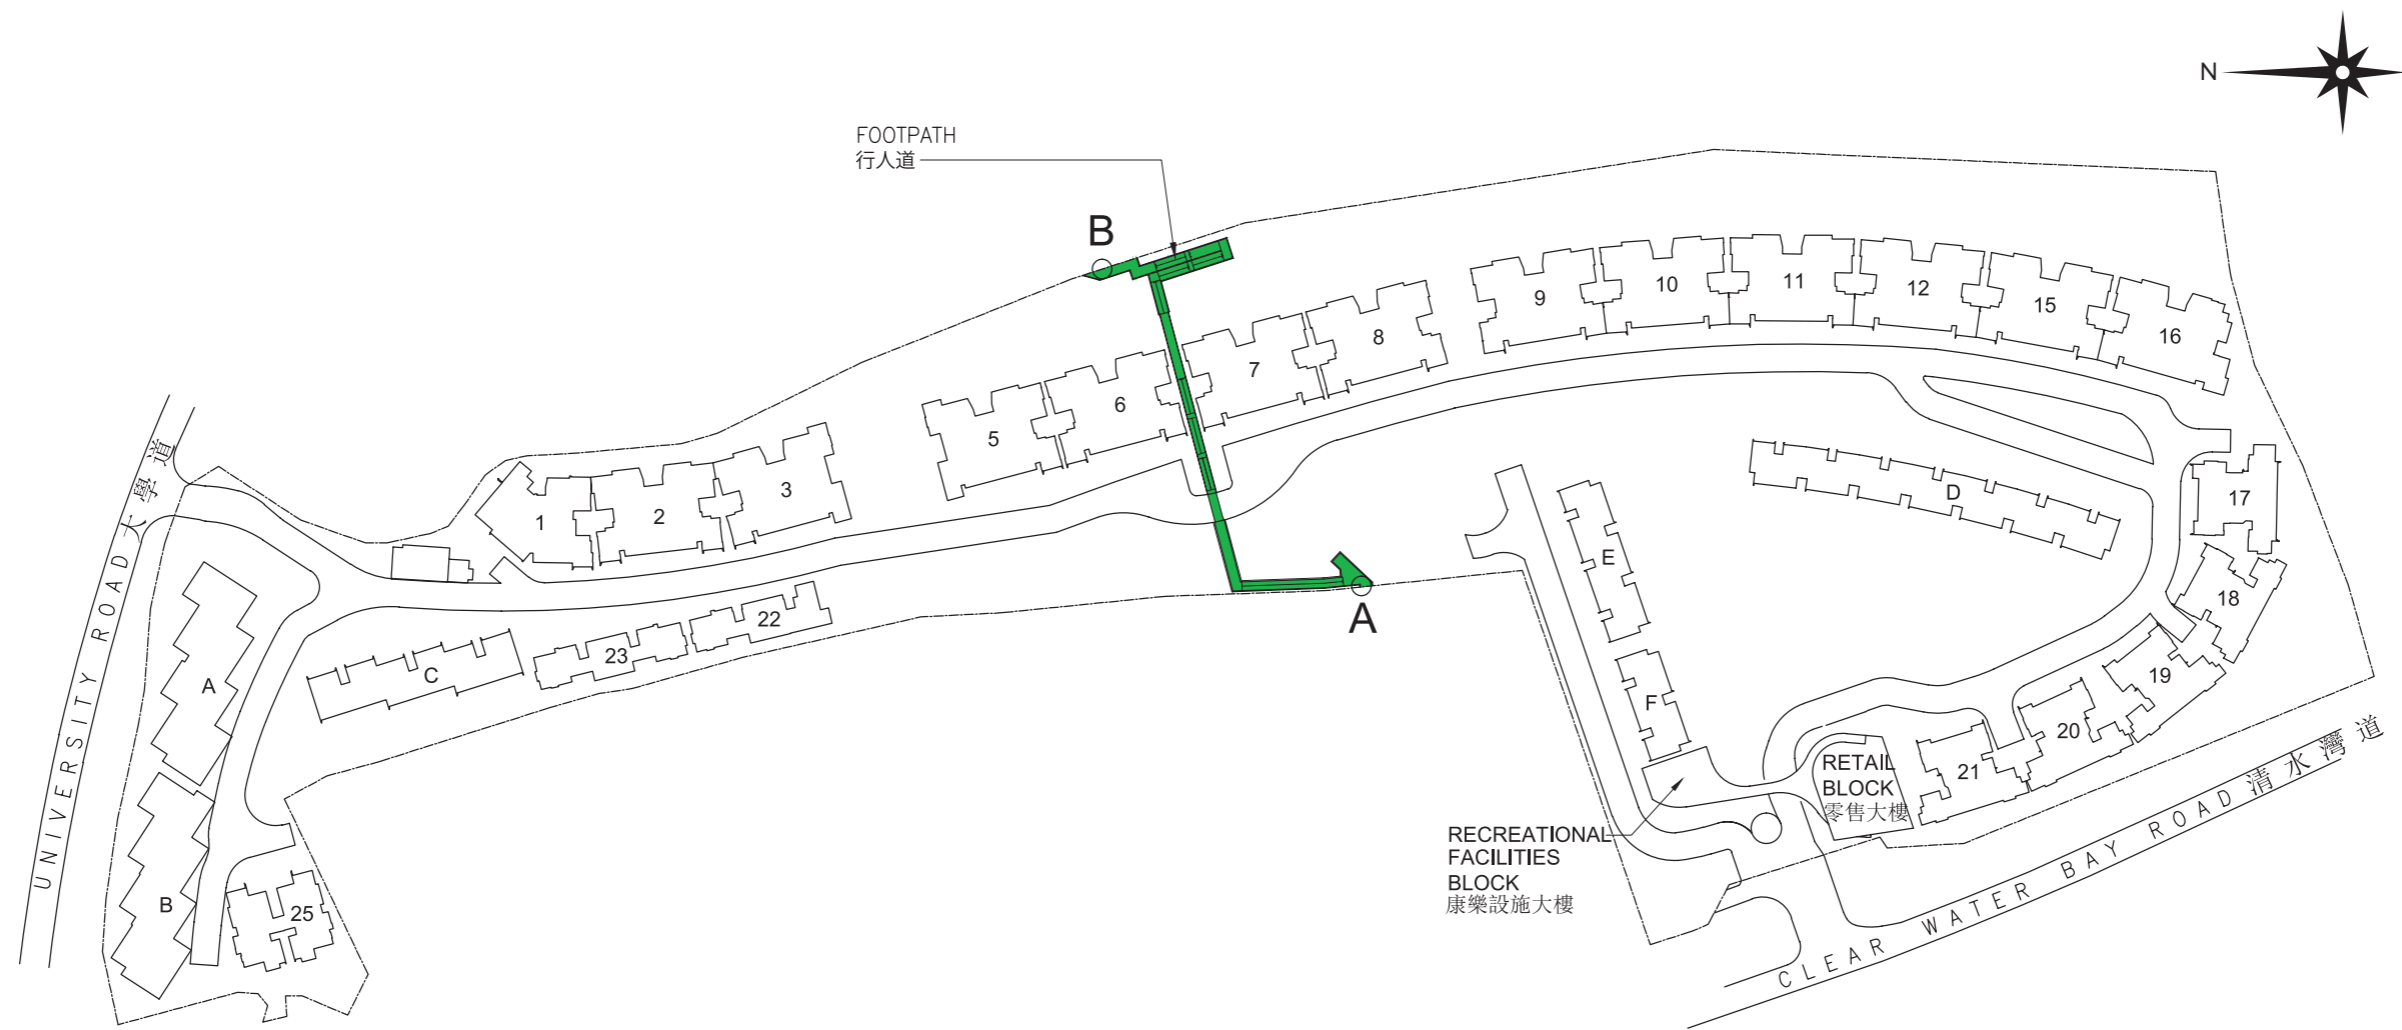 N
FOOTPATH
行人道
B
A
1
2
3
5
6
7
8
9
10
11
12
15
16
17
18
19
20
21
22
23
25
A
B
C
D
E
F
RETAIL
BLOCK
零售大樓
RECREATIONAL
FACILITIES
BLOCK
康樂設施大樓
UNIVERSITY ROAD 大學道
CLEAR WATER BAY ROAD 清水灣道